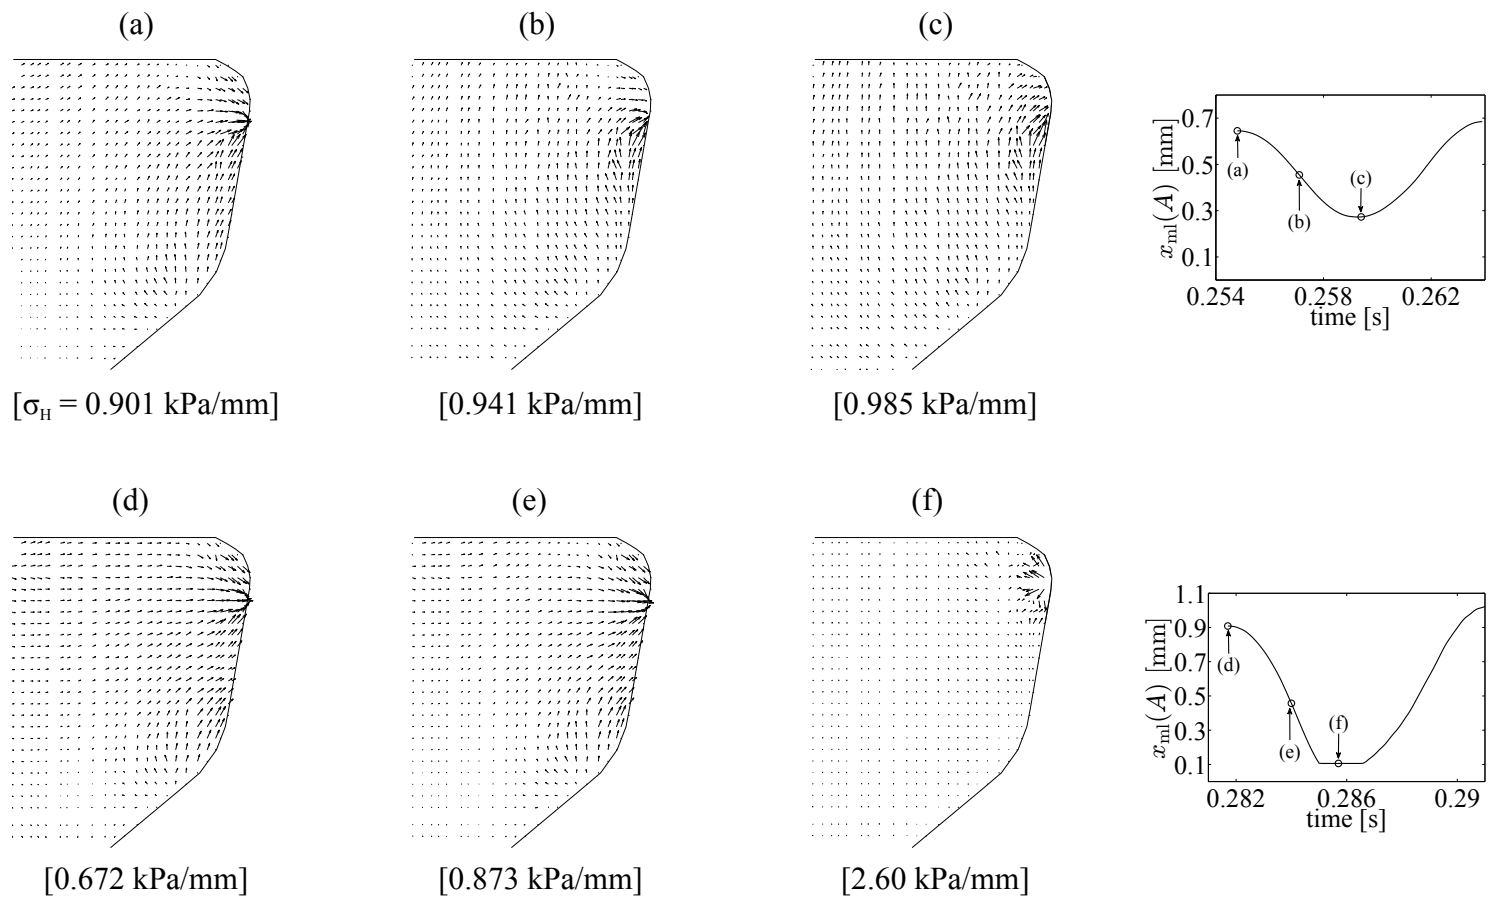 (a)
(b)
(c)
0.7
0.5
0.3
0.1
x_ml(A) [mm]
(a)
(b)
(c)
0.254 0.258 0.262
time [s]
[σ_H = 0.901 kPa/mm]
[0.941 kPa/mm]
[0.985 kPa/mm]
(d)
(e)
(f)
1.1
0.9
0.7
0.5
0.3
0.1
x_ml(A) [mm]
(d)
(e)
(f)
0.282 0.286 0.29
time [s]
[0.672 kPa/mm]
[0.873 kPa/mm]
[2.60 kPa/mm]